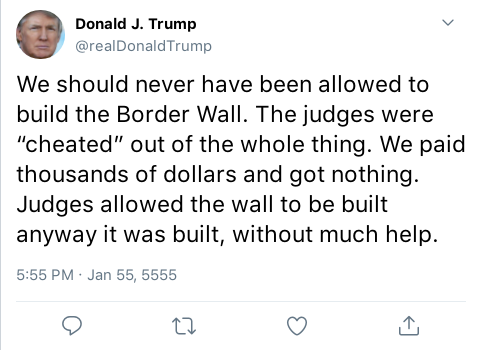 Donald J. Trump
@realDonaldTrump
We should never have been allowed to
build the Border Wall. The judges were
“cheated” out of the whole thing. We paid
thousands of dollars and got nothing.
Judges allowed the wall to be built
anyway it was built, without much help.
5:55 PM · Jan 55, 5555